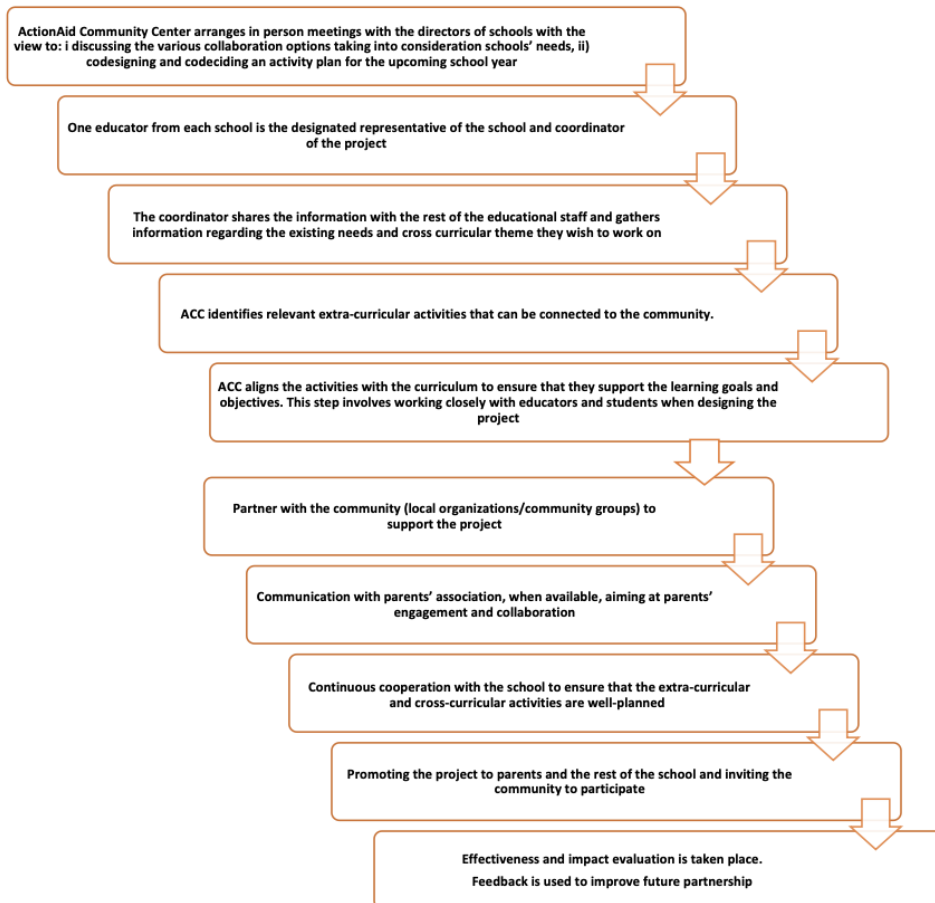 ActionAid Community Center arranges in person meetings with the directors of schools with the
view to: i discussing the various collaboration options taking into consideration schools' needs, ii)
codesigning and codeciding an activity plan for the upcoming school year
One educator from each school is the designated representative of the school and coordinator
of the project
The coordinator shares the information with the rest of the educational staff and gathers
information regarding the existing needs and cross curricular theme they wish to work on
ACC identifies relevant extra-curricular activities that can be connected to the community.
ACC aligns the activities with the curriculum to ensure that they support the learning goals and
objectives. This step involves working closely with educators and students when designing the
project
Partner with the community (local organizations/community groups) to
support the project
Communication with parents' association, when available, aiming at parents'
engagement and collaboration
Continuous cooperation with the school to ensure that the extra-curricular
and cross-curricular activities are well-planned
Promoting the project to parents and the rest of the school and inviting the
community to participate
Effectiveness and impact evaluation is taken place.
Feedback is used to improve future partnership